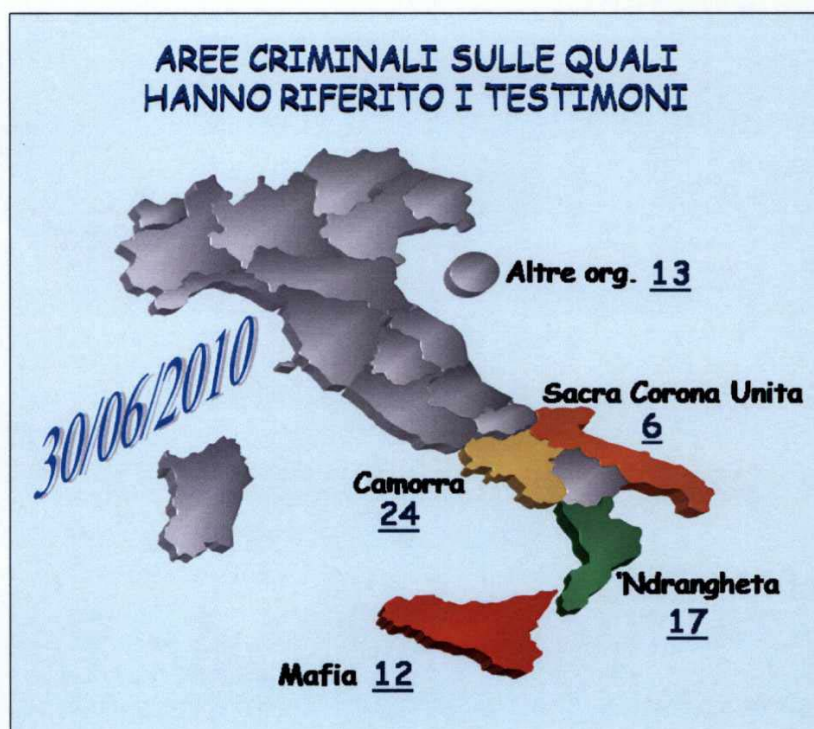 AREE CRIMINALI SULLE QUALI
HANNO RIFERITO I TESTIMONI
Altre org. 13
30/06/2010
Sacra Corona Unita
6
Camorra
24
'Ndrangheta
17
Mafia 12